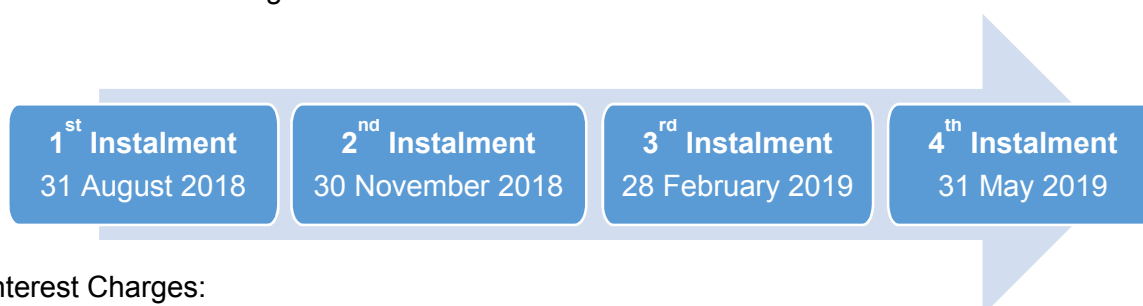 1st Instalment
31 August 2018
2nd Instalment
30 November 2018
3rd Instalment
28 February 2019
4th Instalment
31 May 2019
nterest Charges: